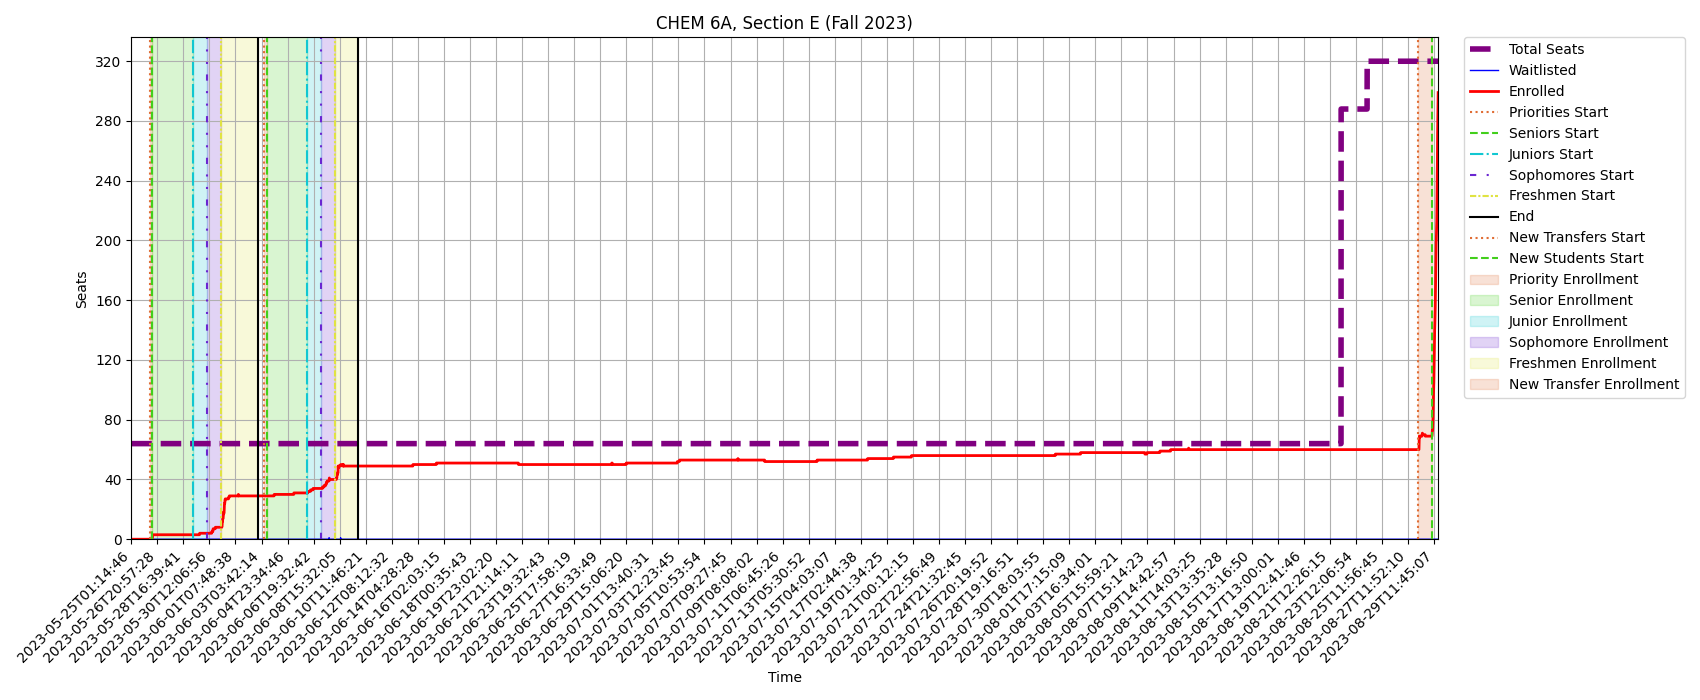 CHEM 6A, Section E (Fall 2023)
Seats
320
280
240
200
160
120
80
40
0
2023-05-25T01:14:46
2023-05-26T20:57:28
2023-05-28T16:39:41
2023-05-30T12:06:56
2023-06-01T07:48:38
2023-06-03T03:42:14
2023-06-04T23:34:46
2023-06-06T19:32:42
2023-06-08T15:32:05
2023-06-10T11:46:21
2023-06-12T08:12:32
2023-06-14T04:28:28
2023-06-16T02:03:15
2023-06-18T00:35:43
2023-06-19T23:02:20
2023-06-21T21:14:11
2023-06-23T19:32:43
2023-06-25T17:58:19
2023-06-27T16:33:49
2023-06-29T15:06:20
2023-07-01T13:40:31
2023-07-03T12:23:45
2023-07-05T10:53:54
2023-07-07T09:27:45
2023-07-09T08:08:02
2023-07-11T06:45:26
2023-07-13T05:30:52
2023-07-15T04:03:07
2023-07-17T02:44:38
2023-07-19T01:34:25
2023-07-21T00:12:15
2023-07-22T22:56:49
2023-07-24T21:32:45
2023-07-26T20:19:52
2023-07-28T19:16:51
2023-07-30T18:03:55
2023-08-01T17:15:09
2023-08-03T16:34:01
2023-08-05T15:59:21
2023-08-07T15:14:23
2023-08-09T14:42:57
2023-08-11T14:03:25
2023-08-13T13:35:28
2023-08-15T13:16:50
2023-08-17T13:00:01
2023-08-19T12:41:46
2023-08-21T12:26:15
2023-08-23T12:06:54
2023-08-25T11:56:45
2023-08-27T11:52:10
2023-08-29T11:45:07
Time
Total Seats
Waitlisted
Enrolled
Priorities Start
Seniors Start
Juniors Start
Sophomores Start
Freshmen Start
End
New Transfers Start
New Students Start
Priority Enrollment
Senior Enrollment
Junior Enrollment
Sophomore Enrollment
Freshmen Enrollment
New Transfer Enrollment